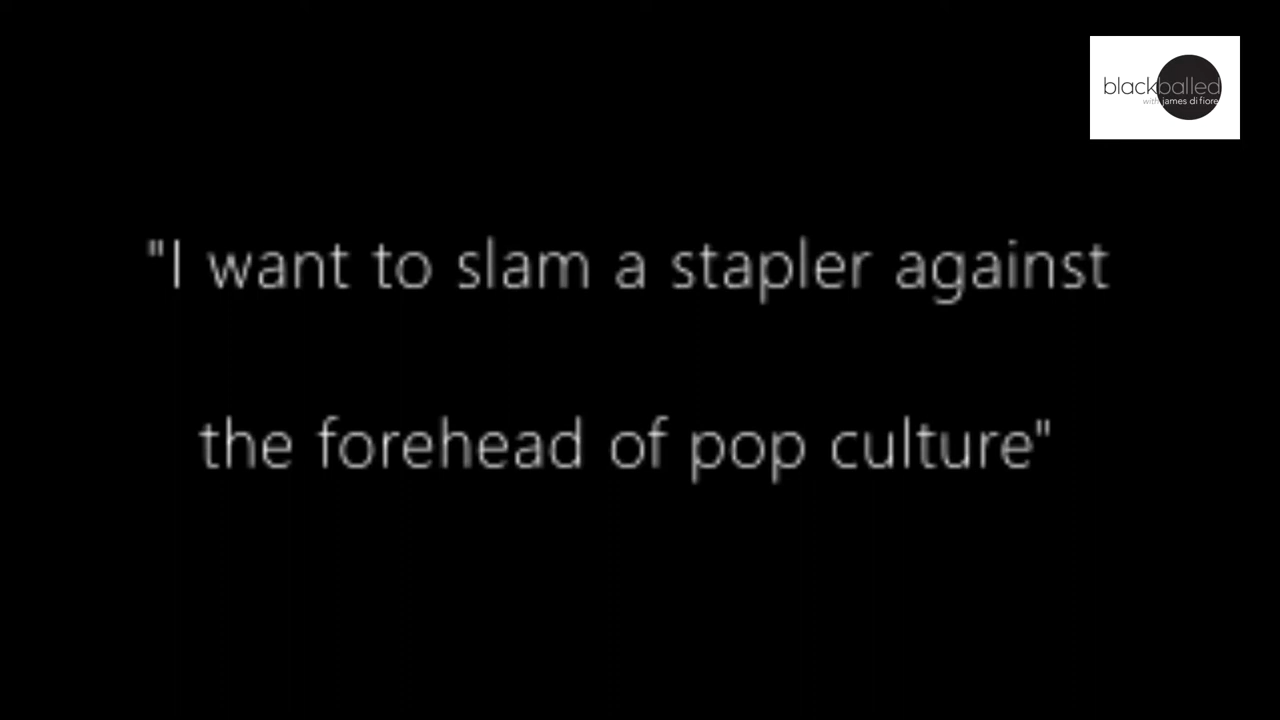 blackballed
with james di fiore
"I want to slam a stapler against
the forehead of pop culture"